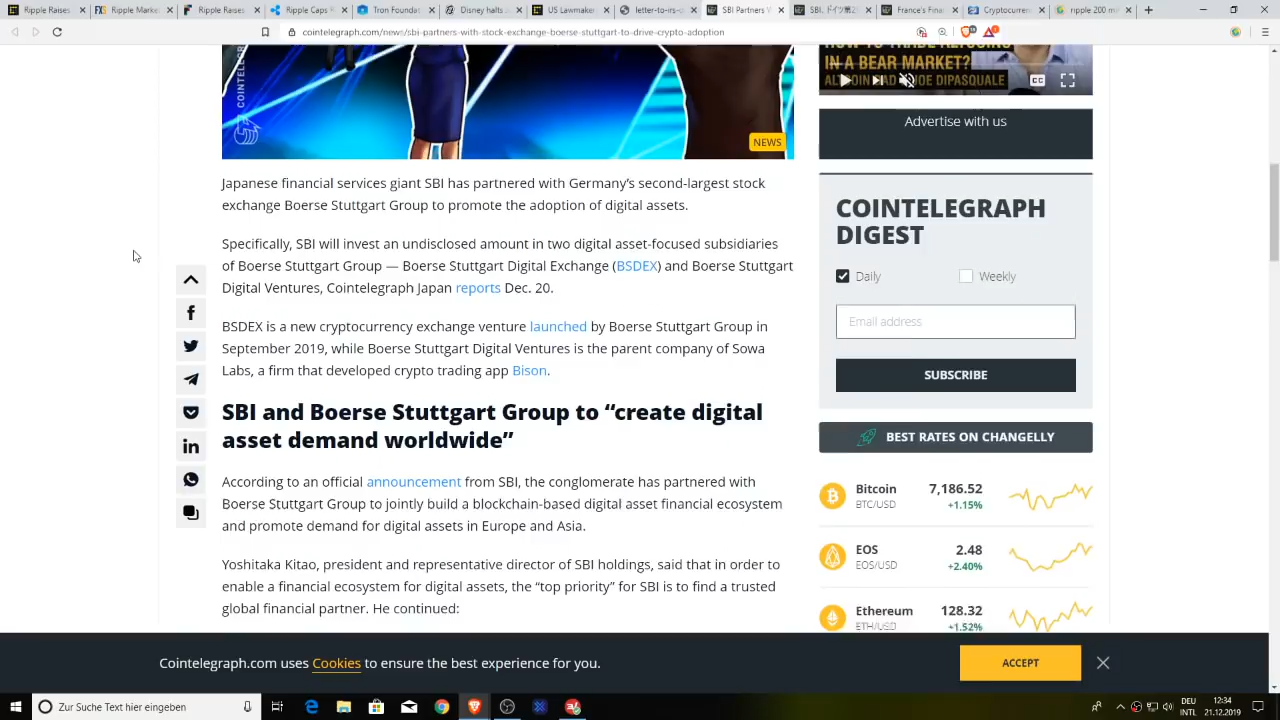 Ripple Raises
Ripple Market
Ripple Raises
Ripple Caps $
Tron Foundat
Disney halts
US Lawmaker
letter-to-irs-c
SBI Partners V
SBI、ドイツ第2
France's Finan
Cryptocurrenc
ripple 200 mil
cointelegraph.com/news/sbi-partners-with-stock-exchange-boerse-stuttgart-to-drive-crypto-adoption
COINTELE
NEWS
HOW TO TRADE ALTCOINS
IN A BEAR MARKET?
CC
Advertise with us
Japanese financial services giant SBI has partnered with Germany’s second-largest stock
exchange Boerse Stuttgart Group to promote the adoption of digital assets.
Specifically, SBI will invest an undisclosed amount in two digital asset-focused subsidiaries
of Boerse Stuttgart Group — Boerse Stuttgart Digital Exchange (BSDEX) and Boerse Stuttgart
Digital Ventures, Cointelegraph Japan reports Dec. 20.
BSDEX is a new cryptocurrency exchange venture launched by Boerse Stuttgart Group in
September 2019, while Boerse Stuttgart Digital Ventures is the parent company of Sowa
Labs, a firm that developed crypto trading app Bison.
SBI and Boerse Stuttgart Group to “create digital
asset demand worldwide”
According to an official announcement from SBI, the conglomerate has partnered with
Boerse Stuttgart Group to jointly build a blockchain-based digital asset financial ecosystem
and promote demand for digital assets in Europe and Asia.
Yoshitaka Kitao, president and representative director of SBI holdings, said that in order to
enable a financial ecosystem for digital assets, the “top priority” for SBI is to find a trusted
global financial partner. He continued:
COINTELEGRAPH
DIGEST
Daily
Weekly
Email address
SUBSCRIBE
BEST RATES ON CHANGELLY
Bitcoin 7,186.52
BTC/USD +1.15%
EOS 2.48
EOS/USD +2.40%
Ethereum 128.32
ETH/USD +1.52%
Cointelegraph.com uses Cookies to ensure the best experience for you.
ACCEPT
Zur Suche Text hier eingeben
DEU
INTL
12:34
21.12.2019